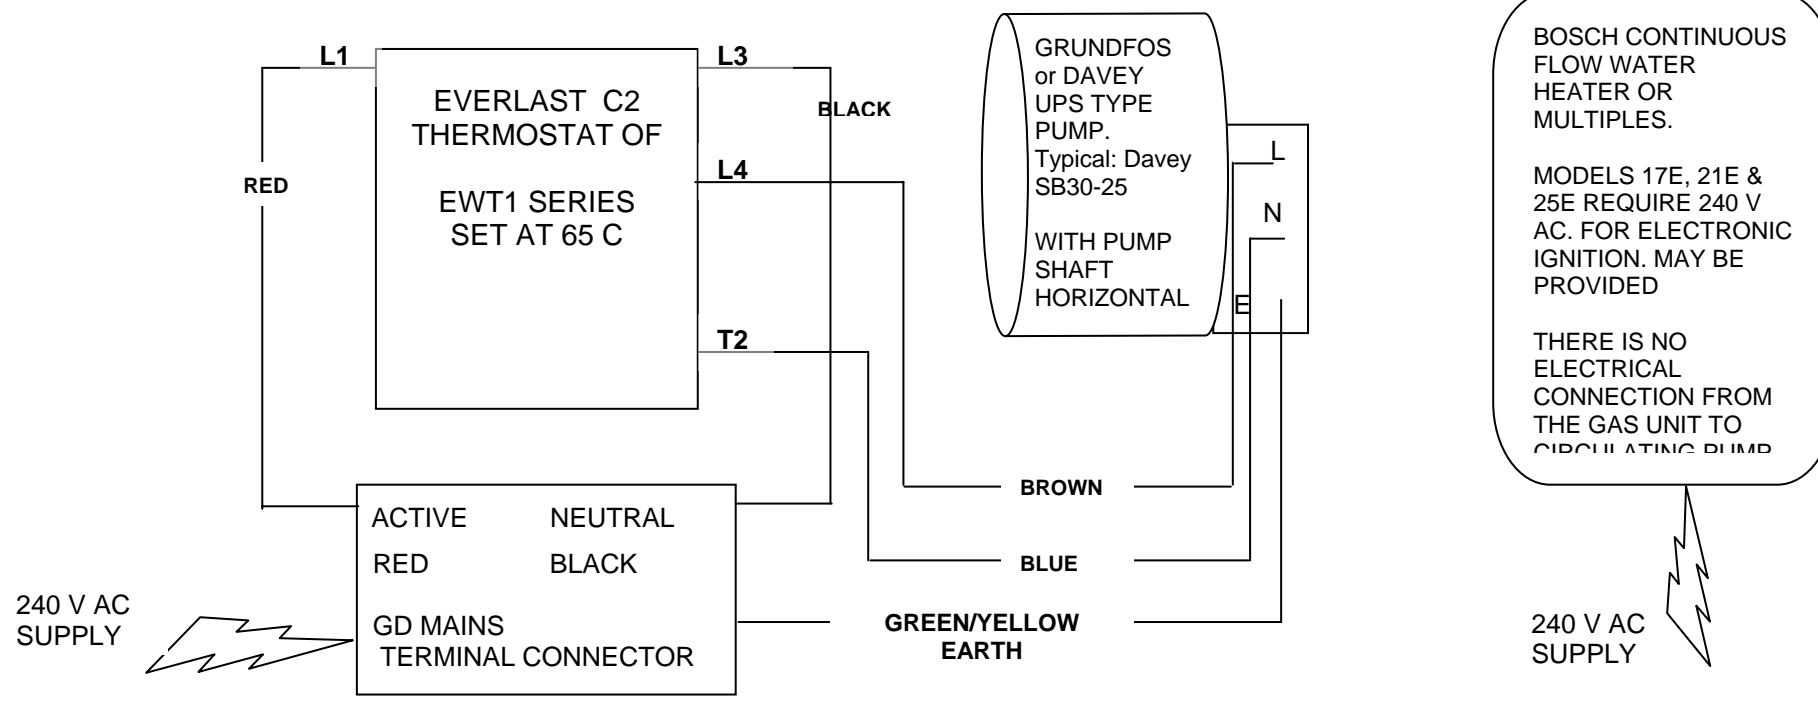 L1
L3
BLACK
EVERLAST C2
THERMOSTAT OF
EWT1 SERIES
SET AT 65 C
RED
L4
T2
GRUNDFOS
or DAVEY
UPS TYPE
PUMP.
Typical: Davey
SB30-25
WITH PUMP
SHAFT
HORIZONTAL
L
N
E
BOSCH CONTINUOUS
FLOW WATER
HEATER OR
MULTIPLES.
MODELS 17E, 21E &
25E REQUIRE 240 V
AC. FOR ELECTRONIC
IGNITION. MAY BE
PROVIDED
THERE IS NO
ELECTRICAL
CONNECTION FROM
THE GAS UNIT TO
CIRCULATING PUMP
BROWN
BLUE
GREEN/YELLOW
EARTH
ACTIVE NEUTRAL
RED BLACK
GD MAINS
TERMINAL CONNECTOR
240 V AC
SUPPLY
240 V AC
SUPPLY